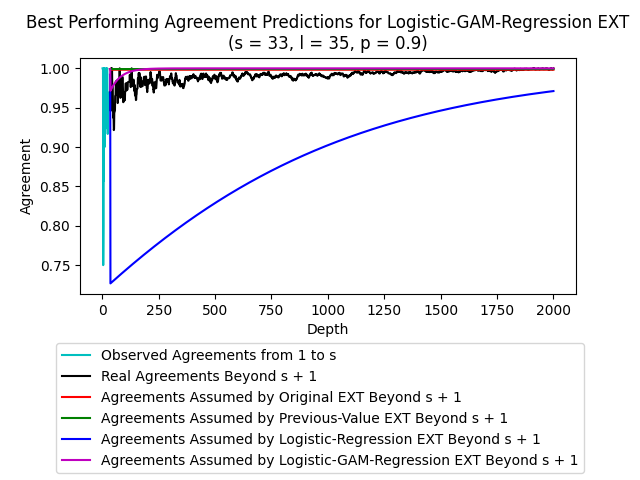 Best Performing Agreement Predictions for Logistic-GAM-Regression EXT
(s = 33, l = 35, p = 0.9)
1.00
0.95
0.90
0.85
0.80
0.75
Agreement
0 250 500 750 1000 1250 1500 1750 2000
Depth
Observed Agreements from 1 to s
Real Agreements Beyond s + 1
Agreements Assumed by Original EXT Beyond s + 1
Agreements Assumed by Previous-Value EXT Beyond s + 1
Agreements Assumed by Logistic-Regression EXT Beyond s + 1
Agreements Assumed by Logistic-GAM-Regression EXT Beyond s + 1